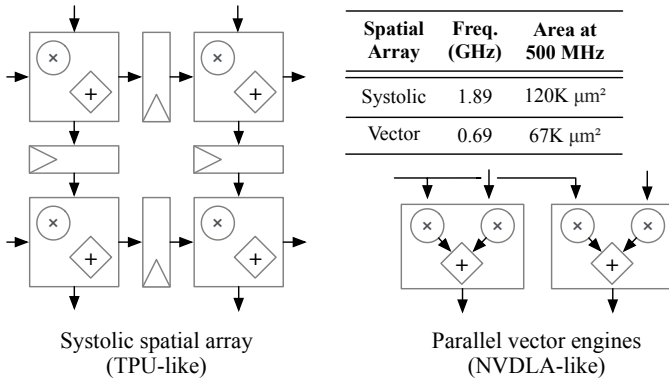 Spatial Array Freq. (GHz) Area at 500 MHz
Systolic 1.89 120K μm²
Vector 0.69 67K μm²
× + × +
× + × +
× × + × × +
Systolic spatial array
(TPU-like)
Parallel vector engines
(NVDLA-like)